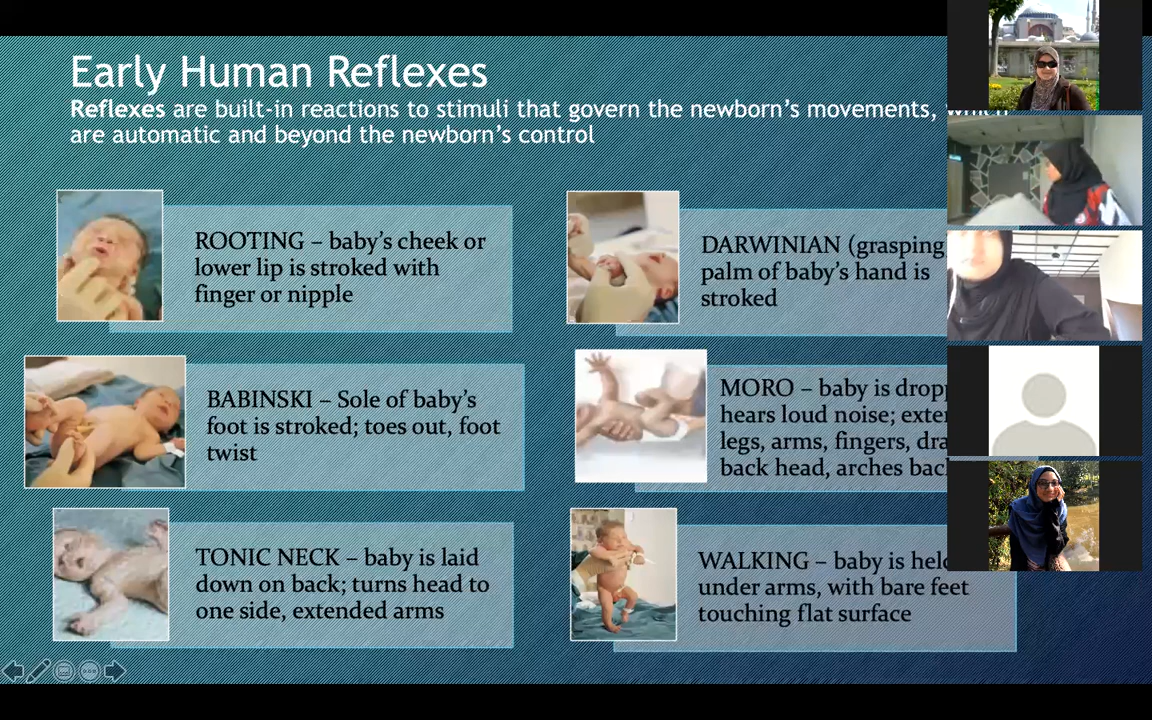 Early Human Reflexes
Reflexes are built-in reactions to stimuli that govern the newborn's movements, which
are automatic and beyond the newborn's control
ROOTING – baby's cheek or
lower lip is stroked with
finger or nipple
DARWINIAN (grasping
palm of baby's hand is
stroked
BABINSKI – Sole of baby's
foot is stroked; toes out, foot
twist
MORO – baby is
hears loud noise;
legs, arms, fingers,
back head, arches
TONIC NECK – baby is laid
down on back; turns head to
one side, extended arms
WALKING – baby is
under arms, with bare feet
touching flat surface